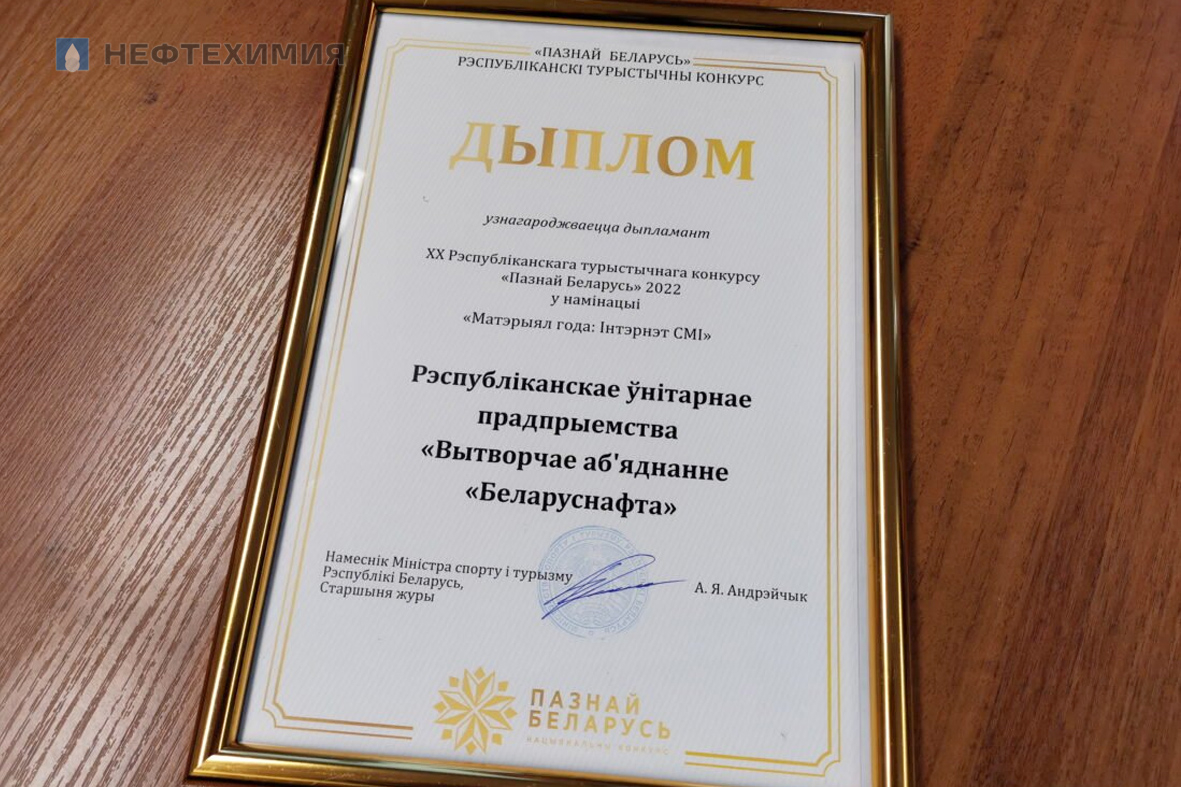 НЕФТЕХИМИЯ
«ПАЗНАЙ БЕЛАРУСЬ»
РЭСПУБЛІКАНСКІ ТУРЫСТЫЧНЫ КОНКУРС
ДЫПЛОМ
узнагароджваецца дыпламант
XX Рэспубліканскага турыстычнага конкурсу
«Пазнай Беларусь» 2022
у намінацыі
«Матэрыял года: Інтэрнэт СМІ»
Рэспубліканскае ўнітарнае
прадпрыемства
«Вытворчае аб'яднанне
«Беларуснафта»
Намеснік Міністра спорту і турызму
Рэспублікі Беларусь,
Старшыня журы
А. Я. Андрэйчык
ПАЗНАЙ
БЕЛАРУСЬ
НАЦЫЯНАЛЬНЫ КОНКУРС